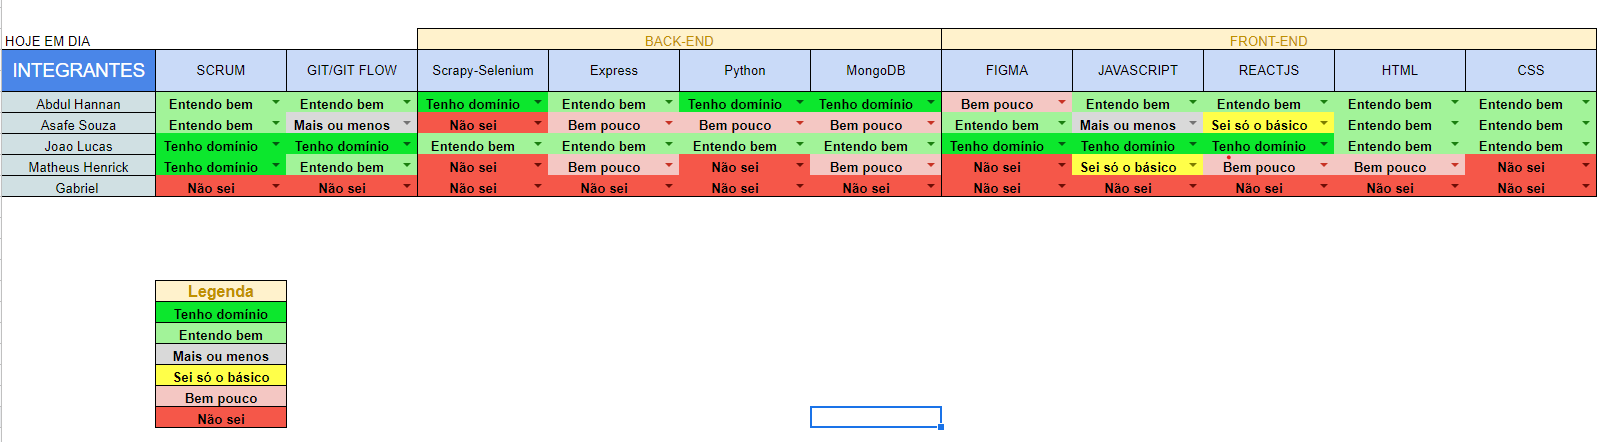 HOJE EM DIA BACK-END FRONT-END
INTEGRANTES SCRUM GIT/GIT FLOW Scrapy-Selenium Express Python MongoDB FIGMA JAVASCRIPT REACTJS HTML CSS
Abdul Hannan Entendo bem Entendo bem Tenho domínio Entendo bem Tenho domínio Tenho domínio Bem pouco Entendo bem Entendo bem Entendo bem Entendo bem
Asafe Souza Entendo bem Mais ou menos Não sei Bem pouco Bem pouco Bem pouco Entendo bem Mais ou menos Sei só o básico Entendo bem Entendo bem
Joao Lucas Tenho domínio Tenho domínio Entendo bem Entendo bem Entendo bem Entendo bem Tenho domínio Tenho domínio Tenho domínio Entendo bem Entendo bem
Matheus Henrick Tenho domínio Entendo bem Não sei Bem pouco Não sei Bem pouco Não sei Sei só o básico Bem pouco Bem pouco Não sei
Gabriel Não sei Não sei Não sei Não sei Não sei Não sei Não sei Não sei Não sei Não sei Não sei
Legenda
Tenho domínio
Entendo bem
Mais ou menos
Sei só o básico
Bem pouco
Não sei